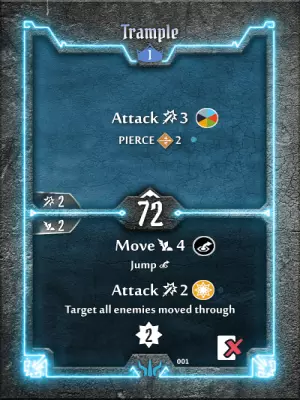 Trample
1
Attack 3
PIERCE 2
2
72
2
Move 4
Jump
Attack 2
Target all enemies moved through
2
001